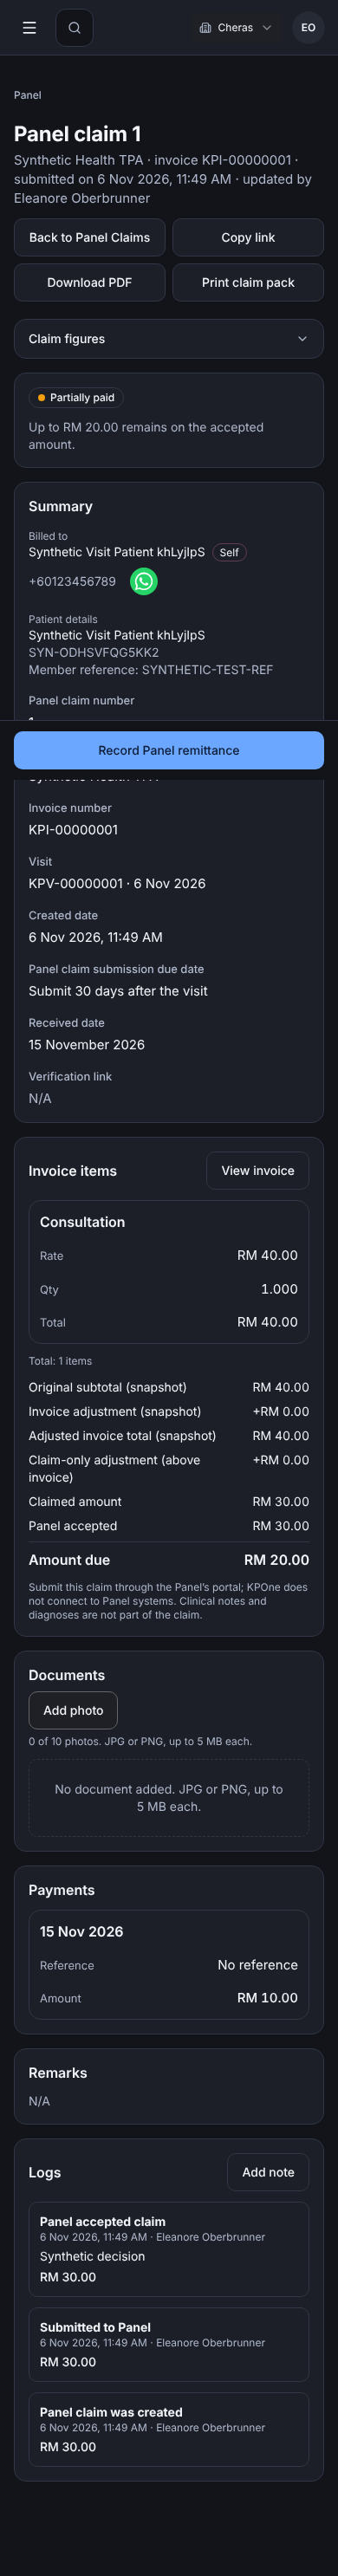 Cheras
EO
Panel
Panel claim 1
Synthetic Health TPA · invoice KPI-00000001 ·
submitted on 6 Nov 2026, 11:49 AM · updated by
Eleanore Oberbrunner
Back to Panel Claims
Copy link
Download PDF
Print claim pack
Claim figures
Partially paid
Up to RM 20.00 remains on the accepted
amount.
Summary
Billed to
Synthetic Visit Patient khLyjIpS
Self
+60123456789
Patient details
Synthetic Visit Patient khLyjIpS
SYN-ODHSVFQG5KK2
Member reference: SYNTHETIC-TEST-REF
Panel claim number
Record Panel remittance
Invoice number
KPI-00000001
Visit
KPV-00000001 · 6 Nov 2026
Created date
6 Nov 2026, 11:49 AM
Panel claim submission due date
Submit 30 days after the visit
Received date
15 November 2026
Verification link
N/A
Invoice items
View invoice
Consultation
Rate
RM 40.00
Qty
1.000
Total
RM 40.00
Total: 1 items
Original subtotal (snapshot)
RM 40.00
Invoice adjustment (snapshot)
+RM 0.00
Adjusted invoice total (snapshot)
RM 40.00
Claim-only adjustment (above
invoice)
+RM 0.00
Claimed amount
RM 30.00
Panel accepted
RM 30.00
Amount due
RM 20.00
Submit this claim through the Panel's portal; KPOne does
not connect to Panel systems. Clinical notes and
diagnoses are not part of the claim.
Documents
Add photo
0 of 10 photos. JPG or PNG, up to 5 MB each.
No document added. JPG or PNG, up to
5 MB each.
Payments
15 Nov 2026
Reference
No reference
Amount
RM 10.00
Remarks
N/A
Logs
Add note
Panel accepted claim
6 Nov 2026, 11:49 AM · Eleanore Oberbrunner
Synthetic decision
RM 30.00
Submitted to Panel
6 Nov 2026, 11:49 AM · Eleanore Oberbrunner
RM 30.00
Panel claim was created
6 Nov 2026, 11:49 AM · Eleanore Oberbrunner
RM 30.00